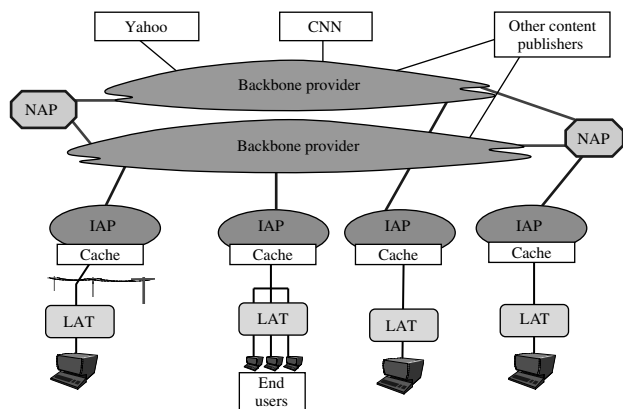 Yahoo
CNN
Other content
publishers
Backbone provider
NAP
NAP
Backbone provider
IAP
Cache
IAP
Cache
IAP
Cache
IAP
Cache
LAT
LAT
LAT
LAT
End
users